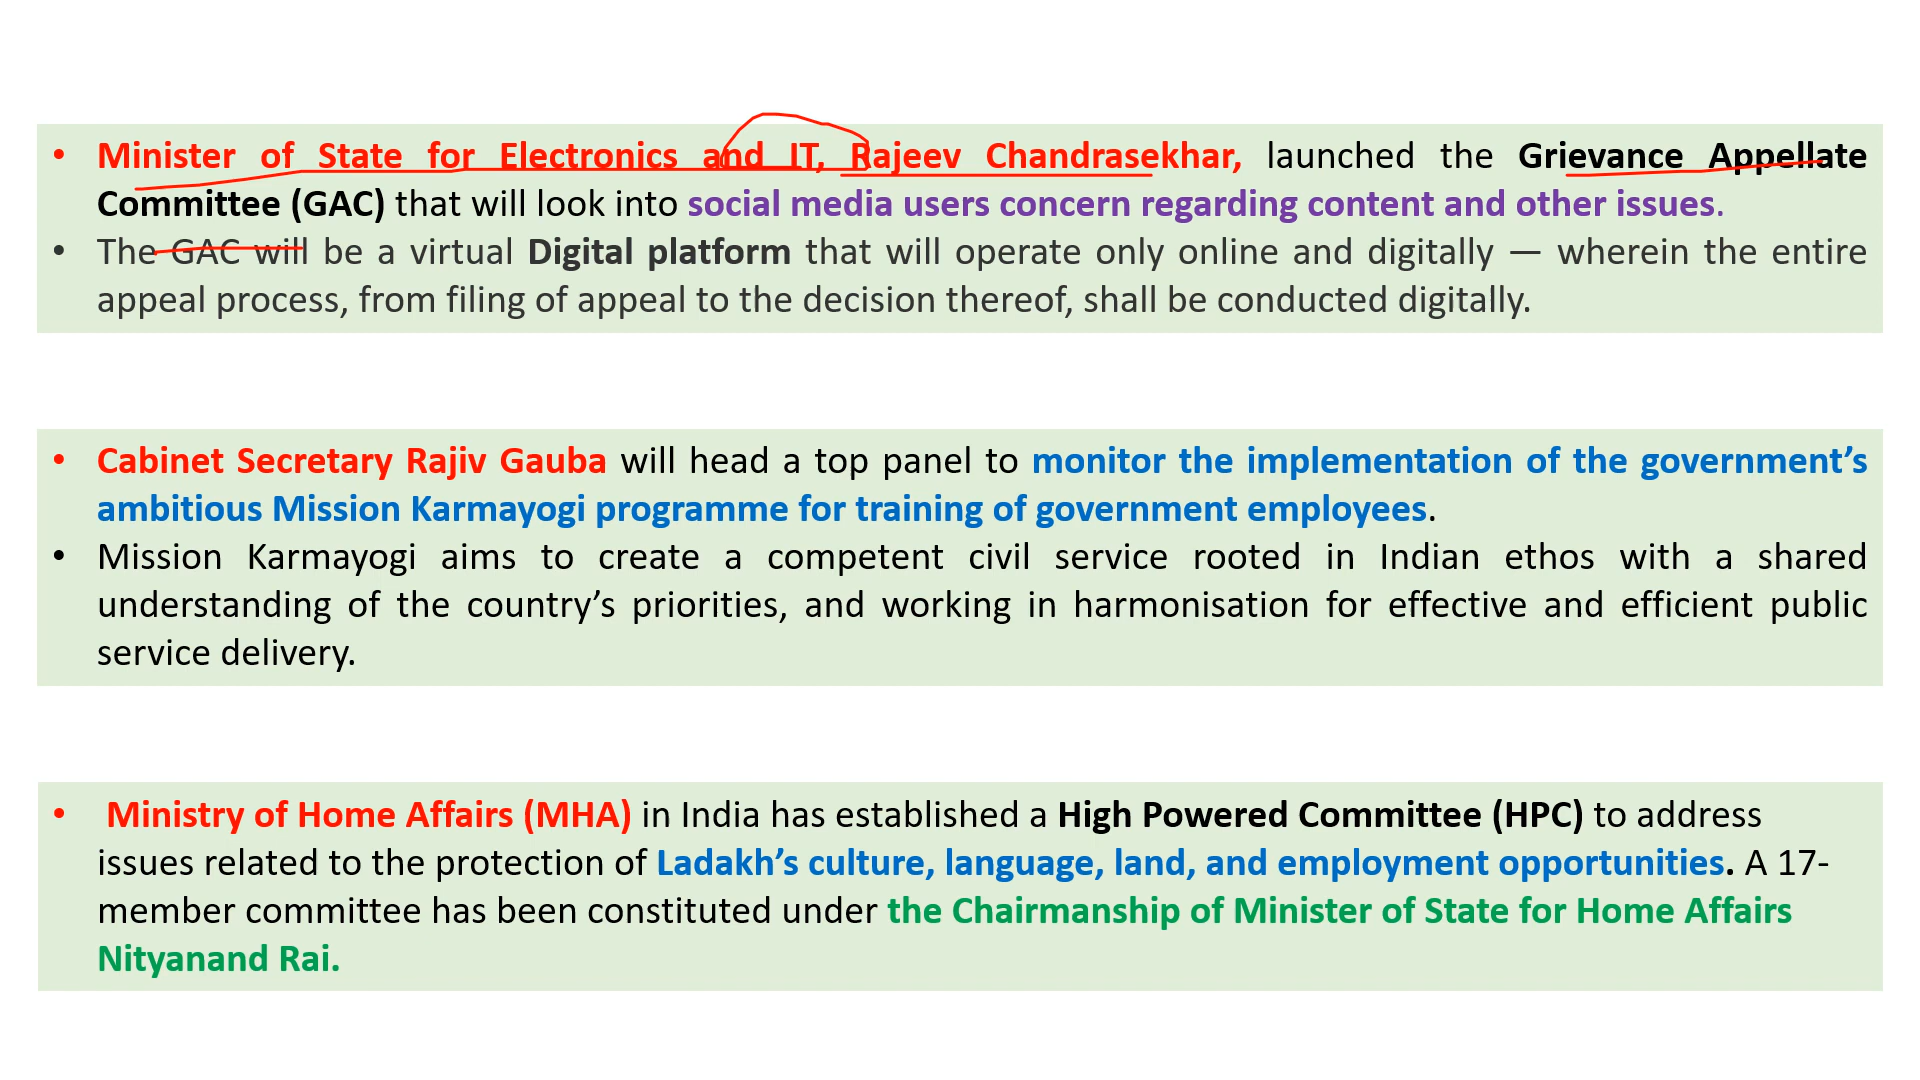 • Minister of State for Electronics and IT, Rajeev Chandrasekhar, launched the Grievance Appellate
Committee (GAC) that will look into social media users concern regarding content and other issues.
• The GAC will be a virtual Digital platform that will operate only online and digitally — wherein the entire
appeal process, from filing of appeal to the decision thereof, shall be conducted digitally.
• Cabinet Secretary Rajiv Gauba will head a top panel to monitor the implementation of the government’s
ambitious Mission Karmayogi programme for training of government employees.
• Mission Karmayogi aims to create a competent civil service rooted in Indian ethos with a shared
understanding of the country’s priorities, and working in harmonisation for effective and efficient public
service delivery.
• Ministry of Home Affairs (MHA) in India has established a High Powered Committee (HPC) to address
issues related to the protection of Ladakh’s culture, language, land, and employment opportunities. A 17-
member committee has been constituted under the Chairmanship of Minister of State for Home Affairs
Nityanand Rai.